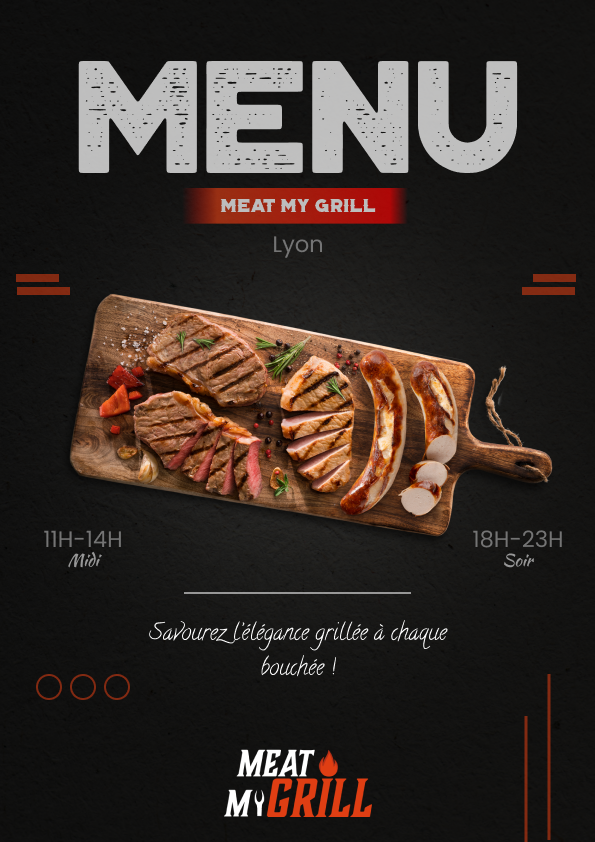 MENU
MEAT MY GRILL
Lyon
11H-14H
Midi
18H-23H
Soir
Savourez l'élégance grillée à chaque
bouchée !
MEAT
MY GRILL